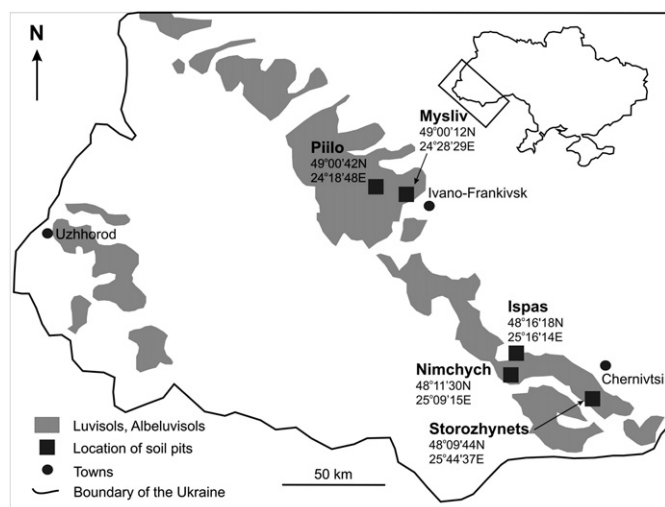 N
Mysliv
49°00'12N
24°28'29E
Piilo
49°00'42N
24°18'48E
Ivano-Frankivsk
Uzhhorod
Ispas
48°16'18N
25°16'14E
Nimchych
48°11'30N
25°09'15E
Chernivtsi
Storozhynets
48°09'44N
25°44'37E
Luvisols, Albeluvisols
Location of soil pits
Towns
Boundary of the Ukraine
50 km